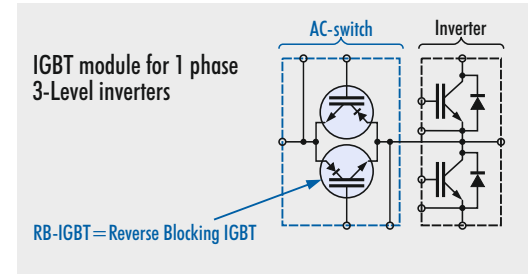 AC-switch
Inverter
IGBT module for 1 phase
3-Level inverters
RB-IGBT=Reverse Blocking IGBT